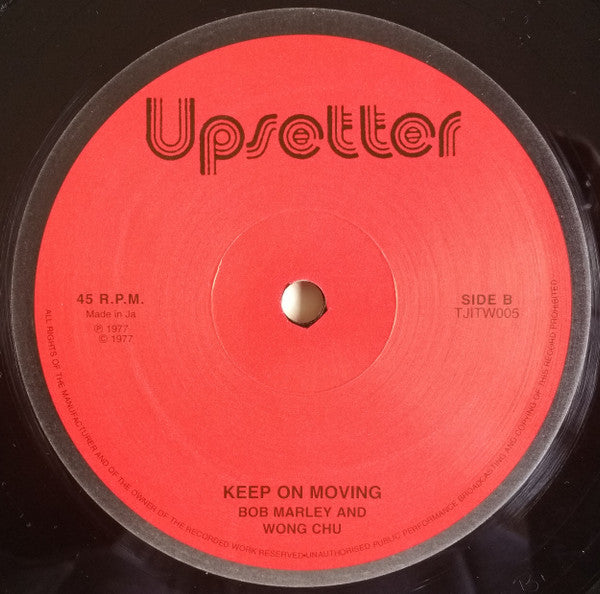 Upsetter
45 R.P.M.
Made in Ja
℗ 1977
© 1977
SIDE B
TJITW005
KEEP ON MOVING
BOB MARLEY AND
WONG CHU
ALL RIGHTS OF THE MANUFACTURER AND OF THE OWNER OF THE RECORDED WORK RESERVED•UNAUTHORISED PUBLIC PERFORMANCE BROADCASTING AND COPYING OF THIS RECORD PROHIBITED